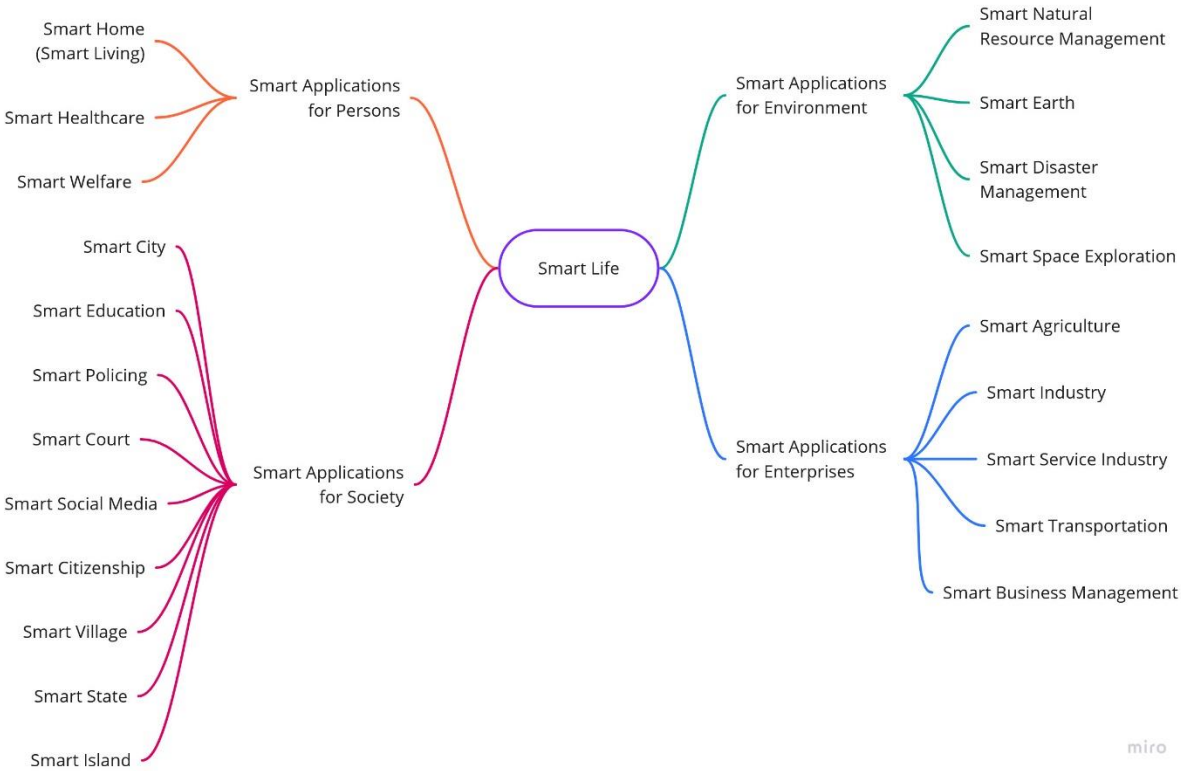 Smart Home
(Smart Living)
Smart Healthcare
Smart Welfare
Smart Applications
for Persons
Smart City
Smart Education
Smart Policing
Smart Court
Smart Social Media
Smart Citizenship
Smart Village
Smart State
Smart Island
Smart Applications
for Society
Smart Life
Smart Applications
for Environment
Smart Natural
Resource Management
Smart Earth
Smart Disaster
Management
Smart Space Exploration
Smart Applications
for Enterprises
Smart Agriculture
Smart Industry
Smart Service Industry
Smart Transportation
Smart Business Management
miro